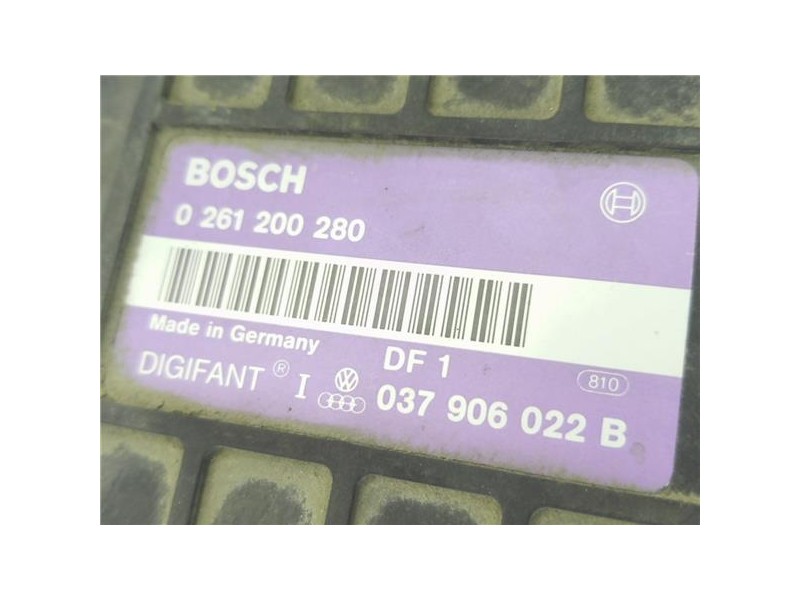 BOSCH
0 261 200 280
Made in Germany
DF 1
810
DIGIFANT ® I
037 906 022 B